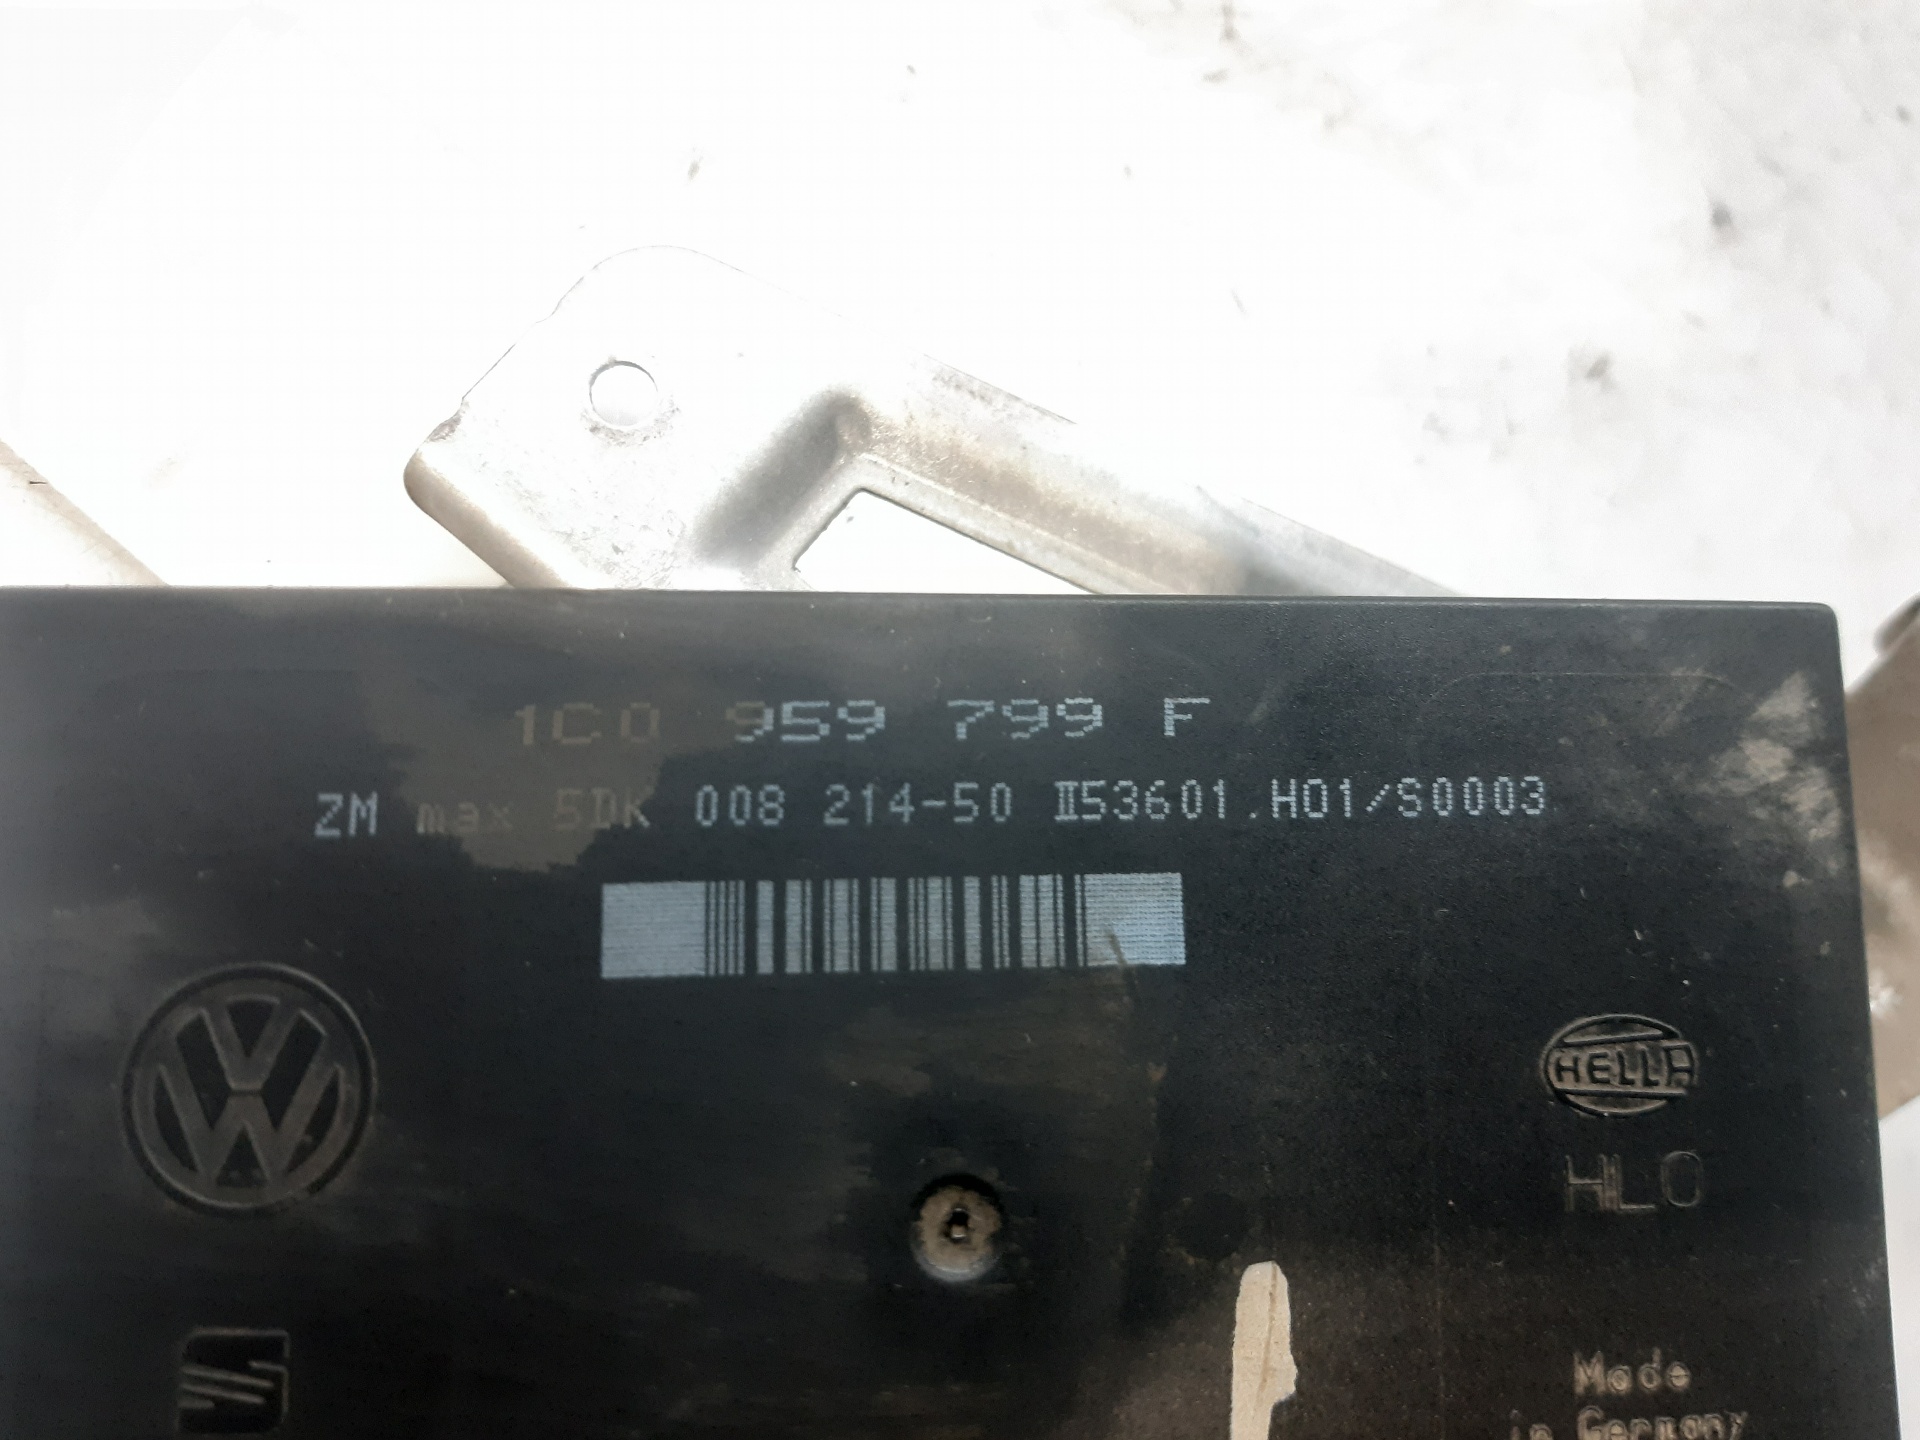 1C0 959 799 F
ZM max 5DK 008 214-50 II53601.H01/S0003
HELLA
HLO
Made
in Germany